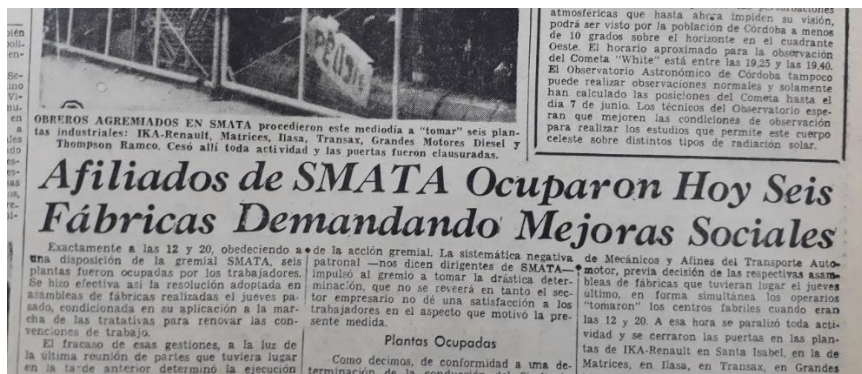 PELIGR
OBREROS AGREMIADOS EN SMATA procedieron este mediodía a "tomar" seis plan-
tas industriales: IKA-Renault, Matrices, Ilasa, Transax, Grandes Motores Diesel y
Thompson Ramco. Cesó allí toda actividad y las puertas fueron clausuradas.
atmosféricas que hasta ahora impiden su visión,
podrá ser visto por la población de Córdoba a menos
de 10 grados sobre el horizonte en el cuadrante
Oeste. El horario aproximado para la observación
del Cometa "White" está entre las 19,25 y las 19,40.
El Observatorio Astronómico de Córdoba tampoco
puede realizar observaciones normales y solamente
han calculado las posiciones del Cometa hasta el
día 7 de junio. Los técnicos del Observatorio espe-
ran que mejoren las condiciones de observación
para realizar los estudios que permite este cuerpo
celeste sobre distintos tipos de radiación solar.
Afiliados de SMATA Ocuparon Hoy Seis
Fábricas Demandando Mejoras Sociales
Exactamente a las 12 y 20, obedeciendo a
una disposición de la gremial SMATA, seis
plantas fueron ocupadas por los trabajadores.
Se hizo efectiva así la resolución adoptada en
asambleas de fábricas realizadas el jueves pa-
sado, condicionada en su aplicación a la mar-
cha de las tratativas para renovar las con-
venciones de trabajo.
El fracaso de esas gestiones, a la luz de
la última reunión de partes que tuviera lugar
en la tarde anterior determinó la ejecución
de la acción gremial. La sistemática negativa
patronal —nos dicen dirigentes de SMATA—
impulsó al gremio a tomar la drástica deter-
minación, que no se reveerá en tanto el sec-
tor empresario no dé una satisfacción a los
trabajadores en el aspecto que motivó la pre-
sente medida.
Plantas Ocupadas
Como decimos, de conformidad a una de-
terminación de la conducción del
de Mecánicos y Afines del Transporte Auto-
motor, previa decisión de las respectivas asam-
bleas de fábricas que tuvieran lugar el jueves
último, en forma simultánea los operarios
"tomaron" los centros fabriles cuando eran
las 12 y 20. A esa hora se paralizó toda acti-
vidad y se cerraron las puertas en las plan-
tas de IKA-Renault en Santa Isabel, en la de
Matrices, en Ilasa, en Transax, en Grandes